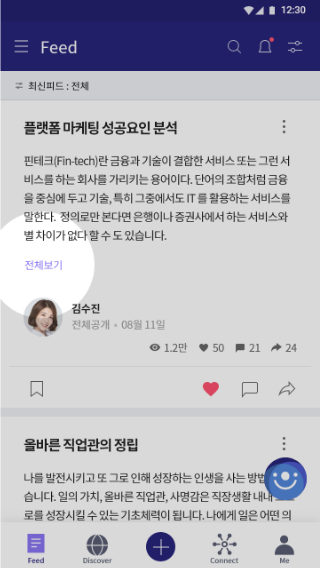 12:30
Feed
최신피드 : 전체
플랫폼 마케팅 성공요인 분석
핀테크(Fin-tech)란 금융과 기술이 결합한 서비스 또는 그런 서
비스를 하는 회사를 가리키는 용어이다. 단어의 조합처럼 금융
을 중심에 두고 기술, 특히 그중에서도 IT 를 활용하는 서비스를
말한다. 정의로만 본다면 은행이나 증권사에서 하는 서비스와
별 차이가 없다 할 수 도 있습니다.
전체보기
김수진
전체공개 • 08월 11일
1.2만 50 21 24
올바른 직업관의 정립
나를 발전시키고 또 그로 인해 성장하는 인생을 사는 방법
습니다. 일의 가치, 올바른 직업관, 사명감은 직장생활 내내
로를 성장시킬 수 있는 기초체력이 됩니다. 나에게 일은 어떤 의
Feed Discover Connect Me